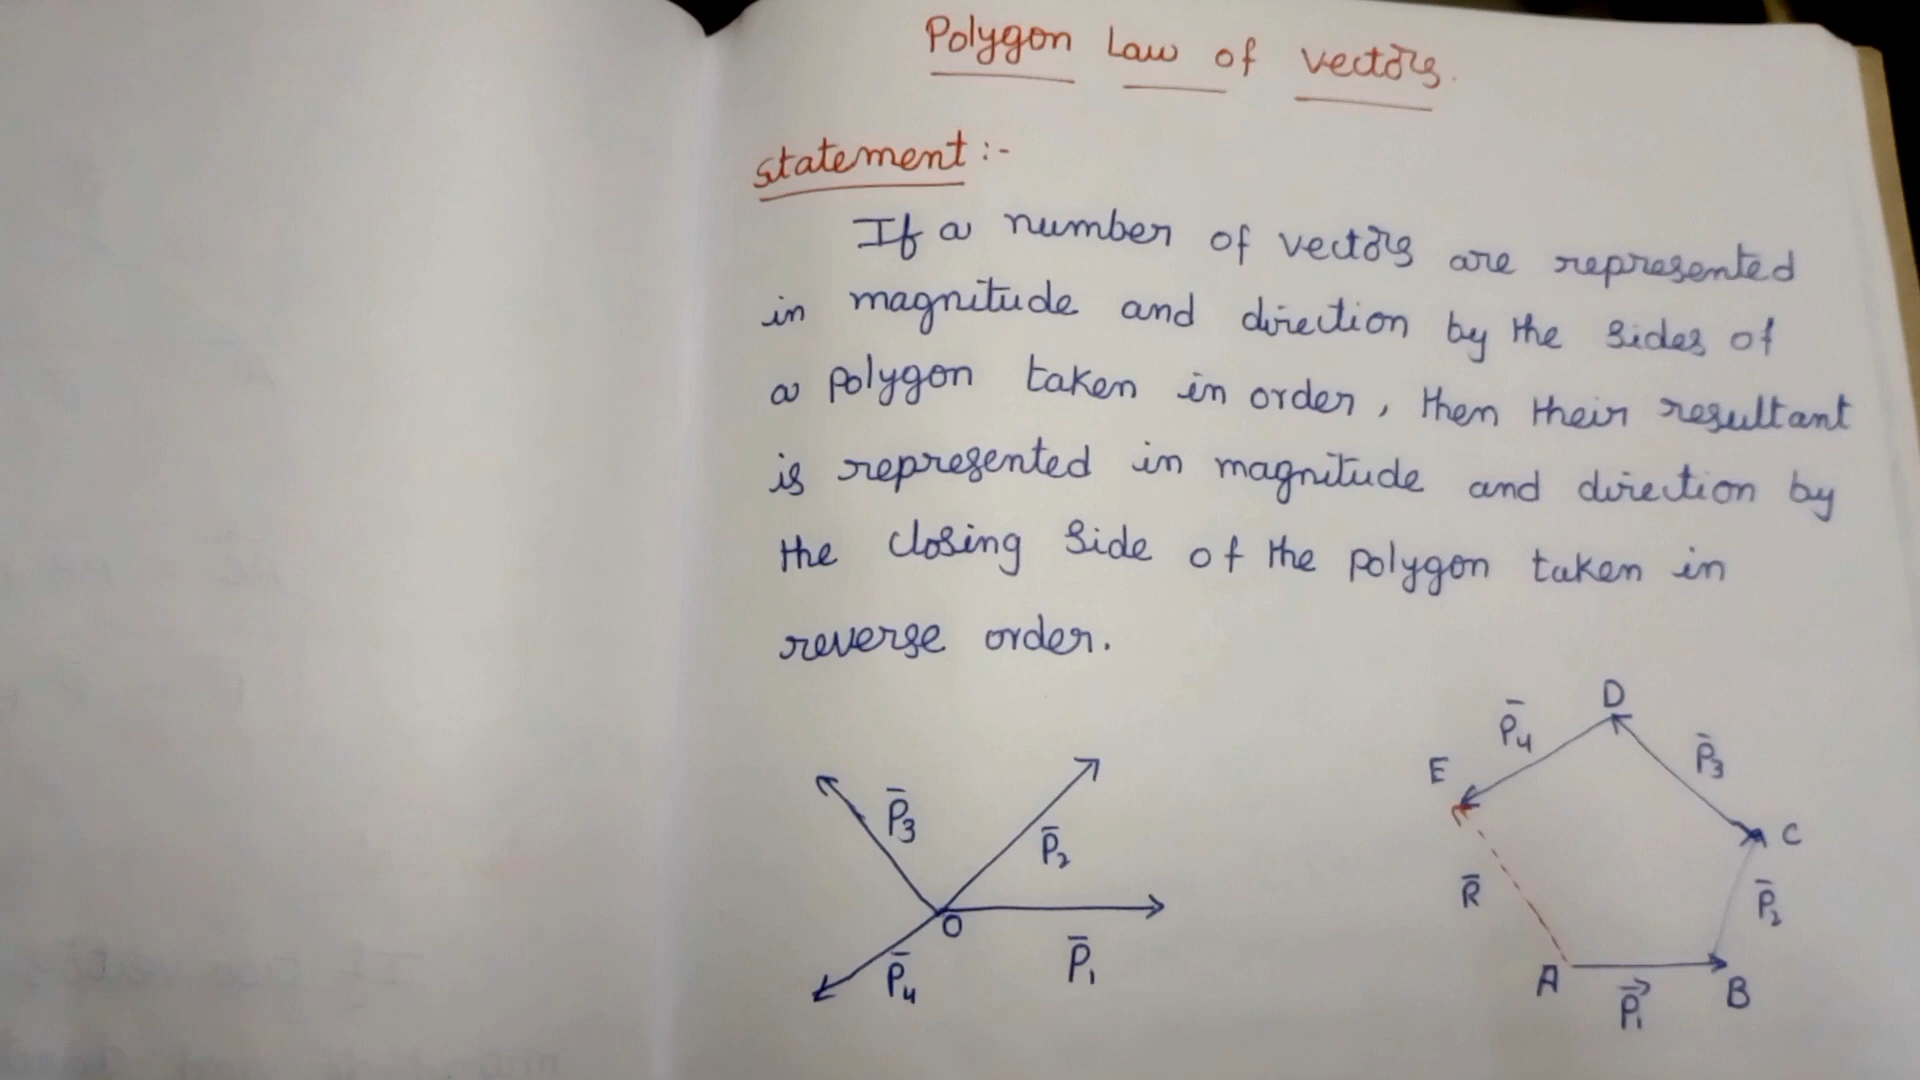 Polygon Law of vectors.
Statement :-
If a number of vectors are represented
in magnitude and direction by the sides of
a polygon taken in order, then their resultant
is represented in magnitude and direction by
the closing side of the polygon taken in
reverse order.
P̄₃
P̄₂
O
P̄₄
P̄₁
D
P̄₄
P̄₃
E
C
R̄
P̄₂
A
B
P⃗₁